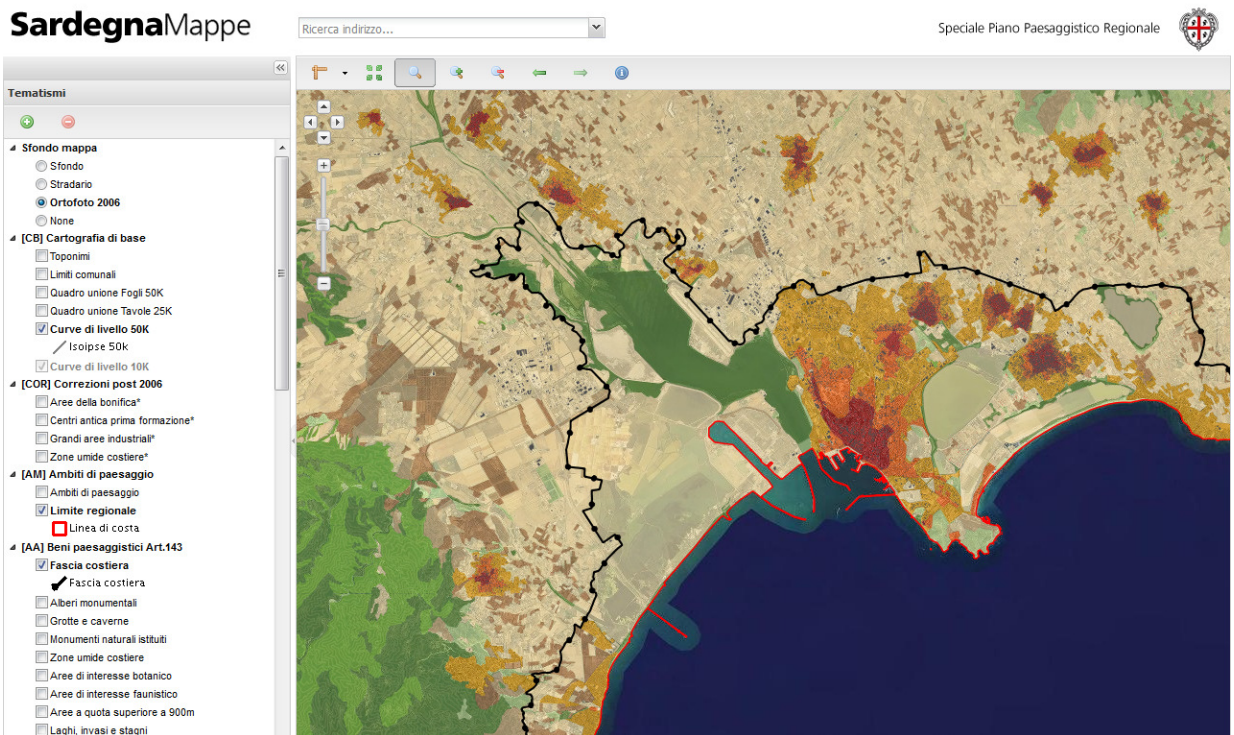 SardegnaMappe
Ricerca indirizzo...
Speciale Piano Paesaggistico Regionale
Tematismi
Sfondo mappa
Sfondo
Stradario
Ortofoto 2006
None
[CB] Cartografia di base
Toponimi
Limiti comunali
Quadro unione Fogli 50K
Quadro unione Tavole 25K
Curve di livello 50K
Isoipse 50k
Curve di livello 10K
[COR] Correzioni post 2006
Aree della bonifica*
Centri antica prima formazione*
Grandi aree industriali*
Zone umide costiere*
[AM] Ambiti di paesaggio
Ambiti di paesaggio
Limite regionale
Linea di costa
[AA] Beni paesaggistici Art.143
Fascia costiera
Fascia costiera
Alberi monumentali
Grotte e caverne
Monumenti naturali istituiti
Zone umide costiere
Aree di interesse botanico
Aree di interesse faunistico
Aree a quota superiore a 900m
Laghi, invasi e stagni